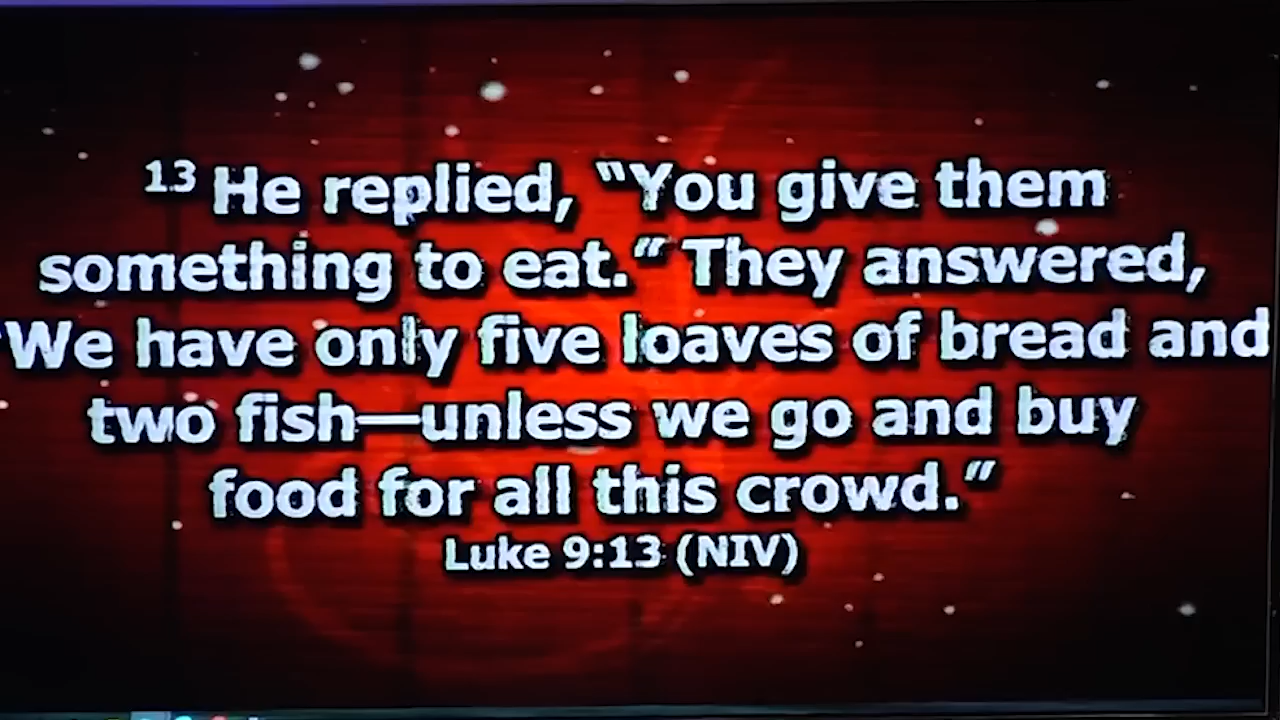 13 He replied, "You give them
something to eat." They answered,
"We have only five loaves of bread and
two fish—unless we go and buy
food for all this crowd."
Luke 9:13 (NIV)